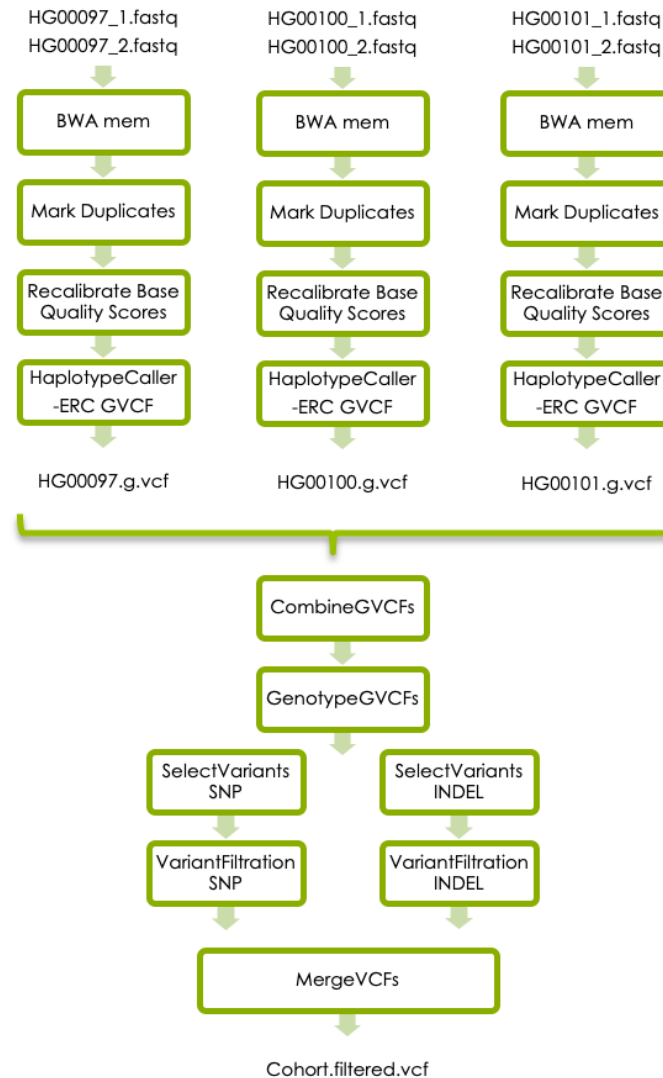 HG00097_1.fastq
HG00097_2.fastq
HG00100_1.fastq
HG00100_2.fastq
HG00101_1.fastq
HG00101_2.fastq
BWA mem
BWA mem
BWA mem
Mark Duplicates
Mark Duplicates
Mark Duplicates
Recalibrate Base
Quality Scores
Recalibrate Base
Quality Scores
Recalibrate Base
Quality Scores
HaplotypeCaller
-ERC GVCF
HaplotypeCaller
-ERC GVCF
HaplotypeCaller
-ERC GVCF
HG00097.g.vcf
HG00100.g.vcf
HG00101.g.vcf
CombineGVCFs
GenotypeGVCFs
SelectVariants
SNP
SelectVariants
INDEL
VariantFiltration
SNP
VariantFiltration
INDEL
MergeVCFs
Cohort.filtered.vcf